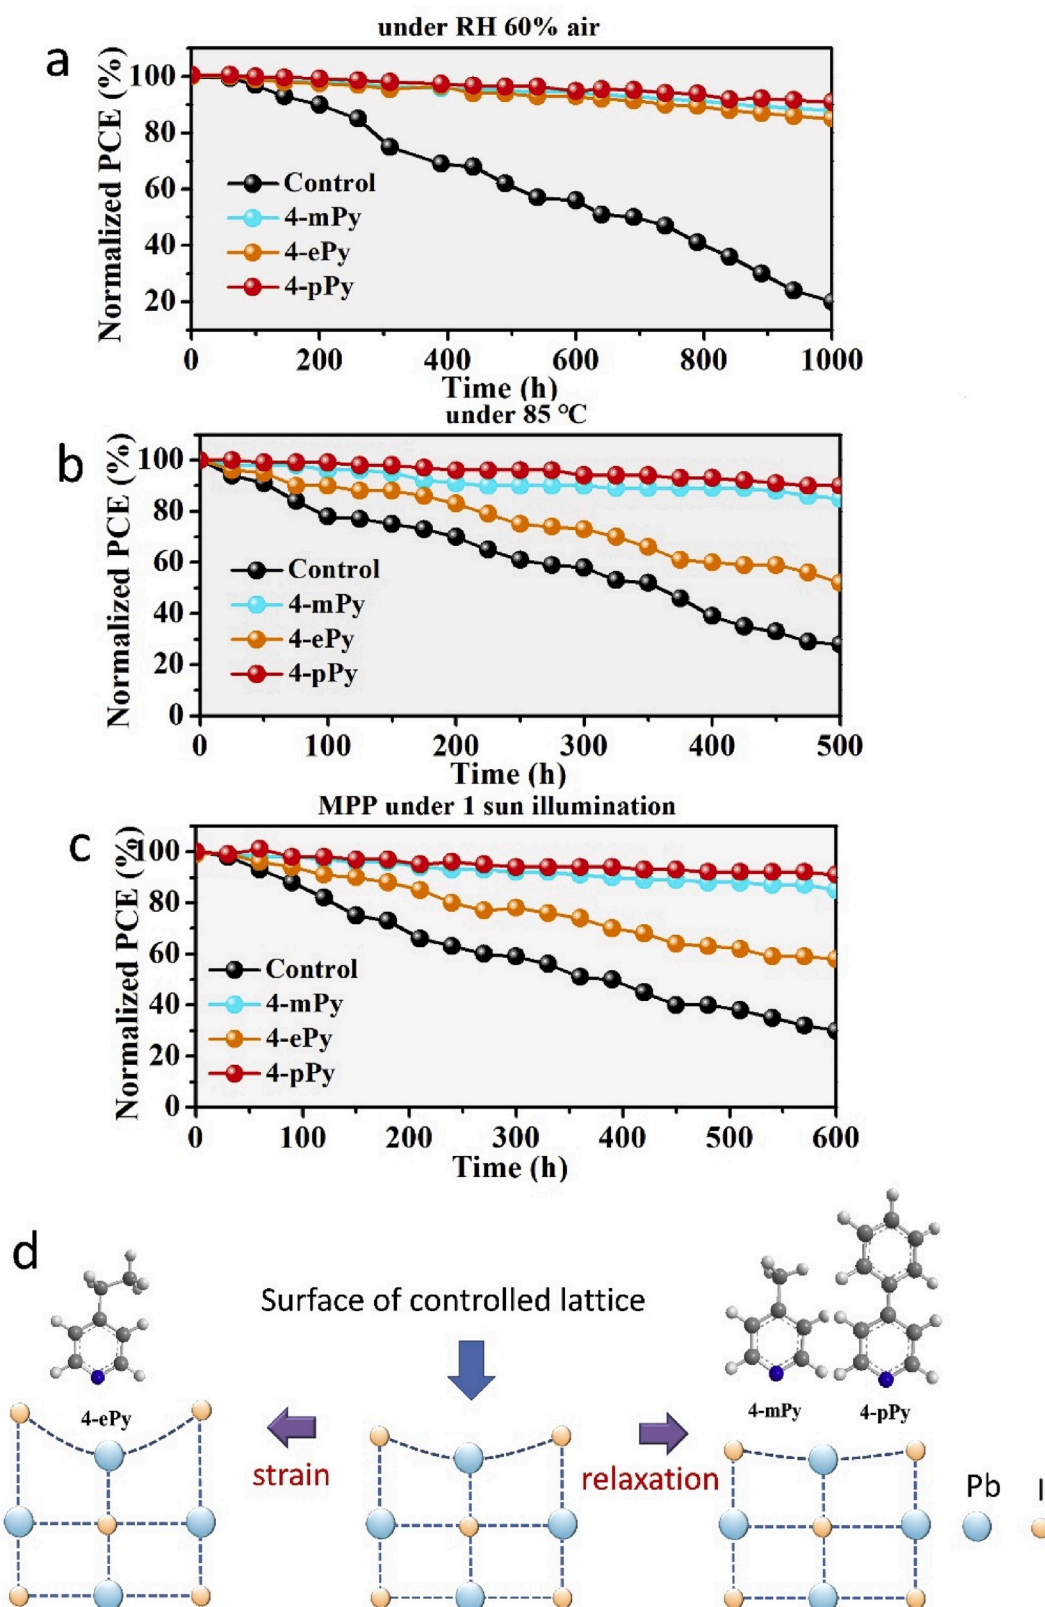 a
under RH 60% air
Normalized PCE (%)
100
80
60
40
20
Control
4-mPy
4-ePy
4-pPy
0 200 400 600 800 1000
Time (h)
b
under 85 °C
Normalized PCE (%)
100
80
60
40
20
0
Control
4-mPy
4-ePy
4-pPy
0 100 200 300 400 500
Time (h)
c
MPP under 1 sun illumination
Normalized PCE (%)
100
80
60
40
20
0
Control
4-mPy
4-ePy
4-pPy
0 100 200 300 400 500 600
Time (h)
d
Surface of controlled lattice
4-ePy
4-mPy 4-pPy
strain
relaxation
Pb I